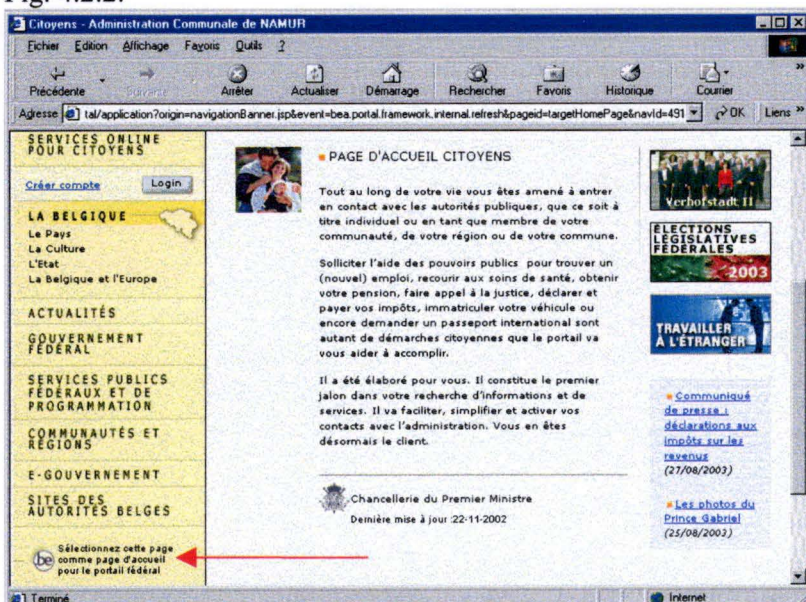 Fig. 4.2.2.
Citoyens - Administration Communale de NAMUR
Fichier Edition Affichage Favoris Outils ?
Précédente Suivante Arrêter Actualiser Démarrage Rechercher Favoris Historique Courrier »
Adresse tal/application?origin=navigationBanner.jsp&event=bea.portal.framework.internal.refresh&pageid=targetHomePage&navId=491 OK Liens »
SERVICES ONLINE
POUR CITOYENS
Créer compte Login
LA BELGIQUE
Le Pays
La Culture
L'Etat
La Belgique et l'Europe
ACTUALITÉS
GOUVERNEMENT
FÉDÉRAL
SERVICES PUBLICS
FÉDÉRAUX ET DE
PROGRAMMATION
COMMUNAUTÉS ET
RÉGIONS
E-GOUVERNEMENT
SITES DES
AUTORITÉS BELGES
be
Sélectionnez cette page
comme page d'accueil
pour le portail fédéral
PAGE D'ACCUEIL CITOYENS
Tout au long de votre vie vous êtes amené à entrer
en contact avec les autorités publiques, que ce soit à
titre individuel ou en tant que membre de votre
communauté, de votre région ou de votre commune.
Solliciter l'aide des pouvoirs publics pour trouver un
(nouvel) emploi, recourir aux soins de santé, obtenir
votre pension, faire appel à la justice, déclarer et
payer vos impôts, immatriculer votre véhicule ou
encore demander un passeport international sont
autant de démarches citoyennes que le portail va
vous aider à accomplir.
Il a été élaboré pour vous. Il constitue le premier
jalon dans votre recherche d'informations et de
services. Il va faciliter, simplifier et activer vos
contacts avec l'administration. Vous en êtes
désormais le client.
Chancellerie du Premier Ministre
Dernière mise à jour :22-11-2002
Verhofstadt II
ÉLECTIONS
LÉGISLATIVES
FÉDÉRALES
2003
TRAVAILLER
À L'ÉTRANGER
Communiqué
de presse :
déclarations aux
impôts sur les
revenus
(27/08/2003)
Les photos du
Prince Gabriel
(25/08/2003)
Terminé Internet